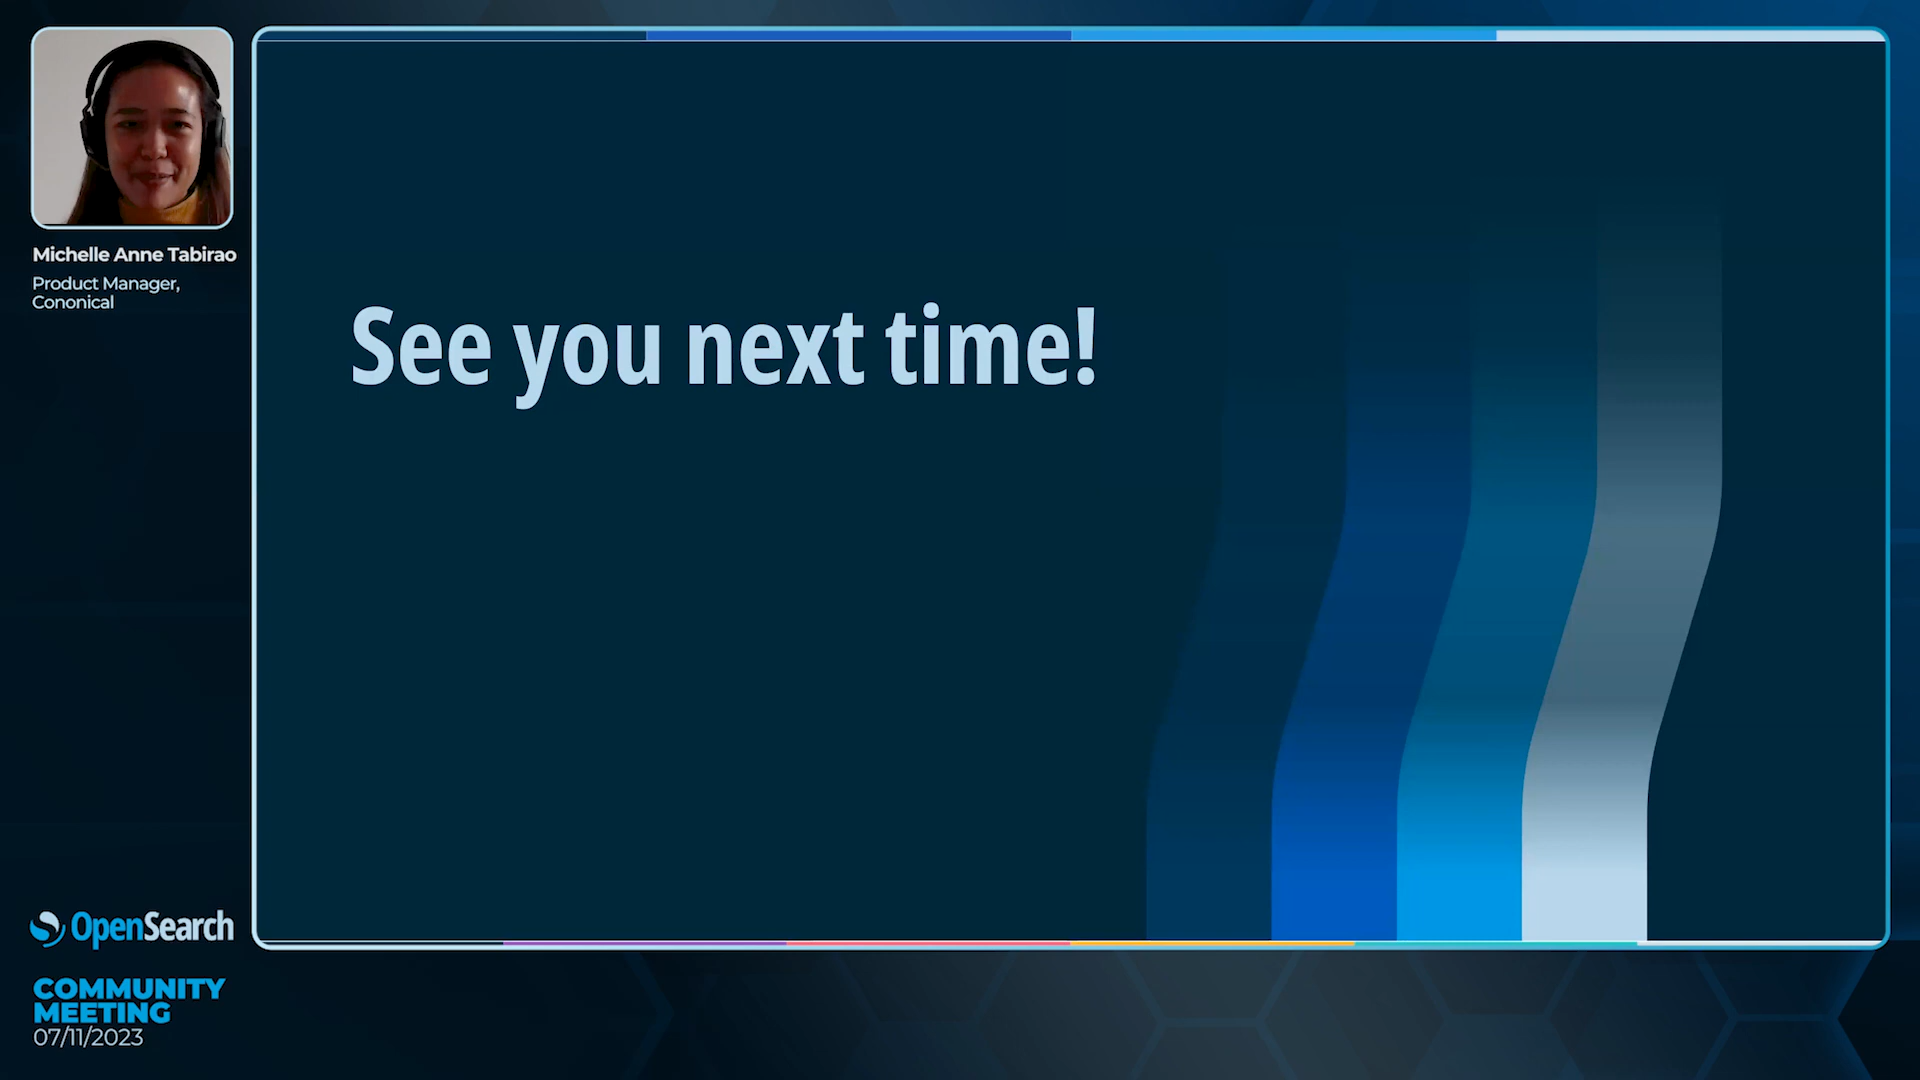 Michelle Anne Tabirao
Product Manager,
Cononical
See you next time!
OpenSearch
COMMUNITY
MEETING
07/11/2023